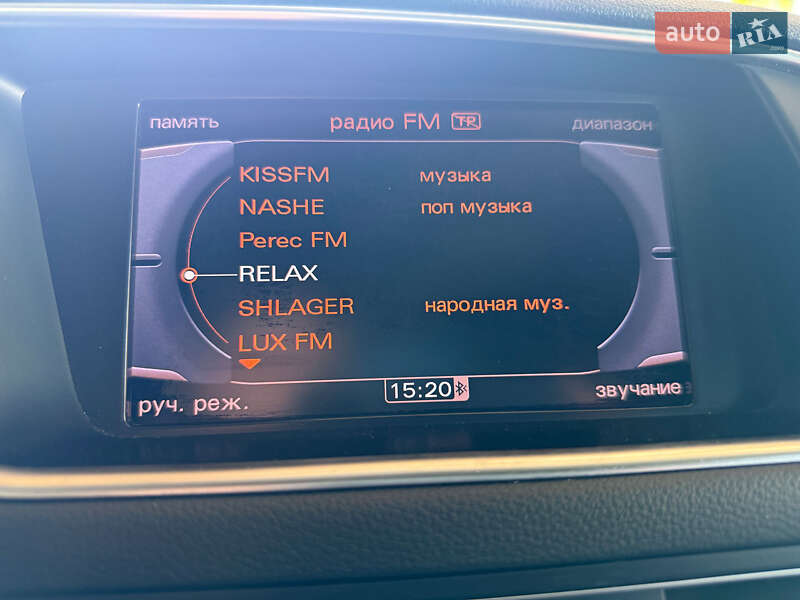 auto RIA
память радио FM TP диапазон
KISSFM музыка
NASHE поп музыка
Perec FM
RELAX
SHLAGER народная муз.
LUX FM
руч. реж. 15:20 звучание